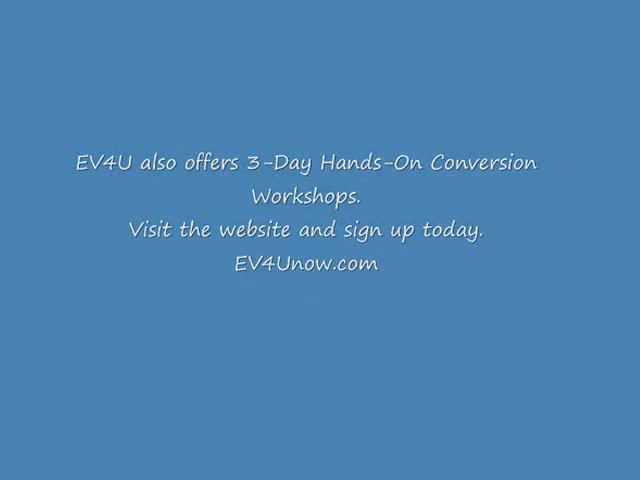 EV4U also offers 3-Day Hands-On Conversion
Workshops.
Visit the website and sign up today.
EV4Unow.com